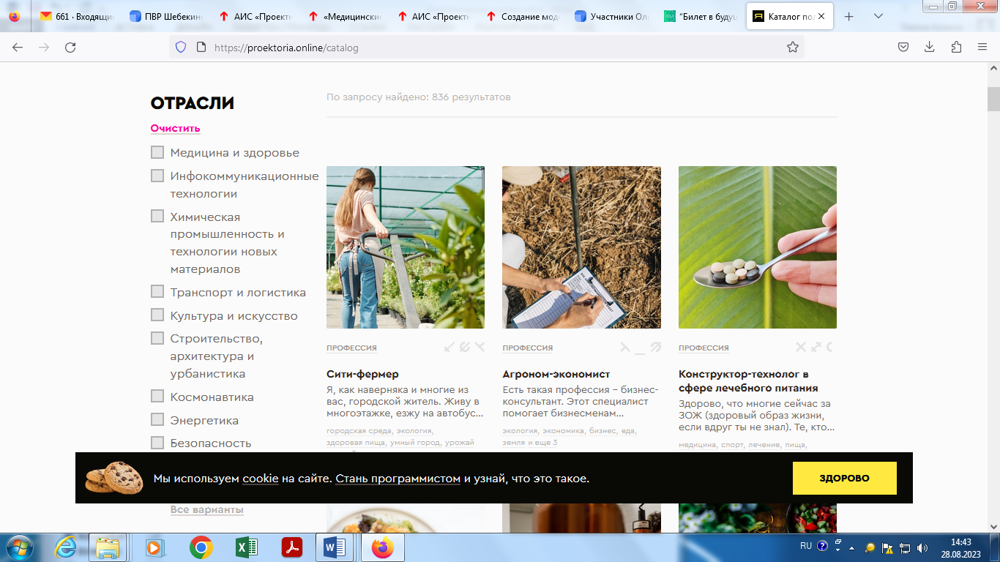 661 · Входящие
ПВР Шебекино
АИС «Проектн
«Медицинские
АИС «Проектн
Создание мод
Участники Ол
"Билет в будущ
Каталог пол
https://proektoria.online/catalog
ОТРАСЛИ
Очистить
Медицина и здоровье
Инфокоммуникационные
технологии
Химическая
промышленность и
технологии новых
материалов
Транспорт и логистика
Культура и искусство
Строительство,
архитектура и
урбанистика
Космонавтика
Энергетика
Безопасность
Все варианты
По запросу найдено: 836 результатов
ПРОФЕССИЯ
Сити-фермер
Я, как наверняка и многие из
вас, городской житель. Живу в
многоэтажке, езжу на автобус...
городская среда, экология,
здоровая пища, умный город, урожай
ПРОФЕССИЯ
Агроном-экономист
Есть такая профессия – бизнес-
консультант. Этот специалист
помогает бизнесменам...
экология, экономика, бизнес, еда,
земля и еще 3
ПРОФЕССИЯ
Конструктор-технолог в
сфере лечебного питания
Здорово, что многие сейчас за
ЗОЖ (здоровый образ жизни,
если вдруг ты не знал). Те, кто...
медицина, спорт, лечение, пища,
Мы используем cookie на сайте. Стань программистом и узнай, что это такое.
ЗДОРОВО
RU
14:43
28.08.2023